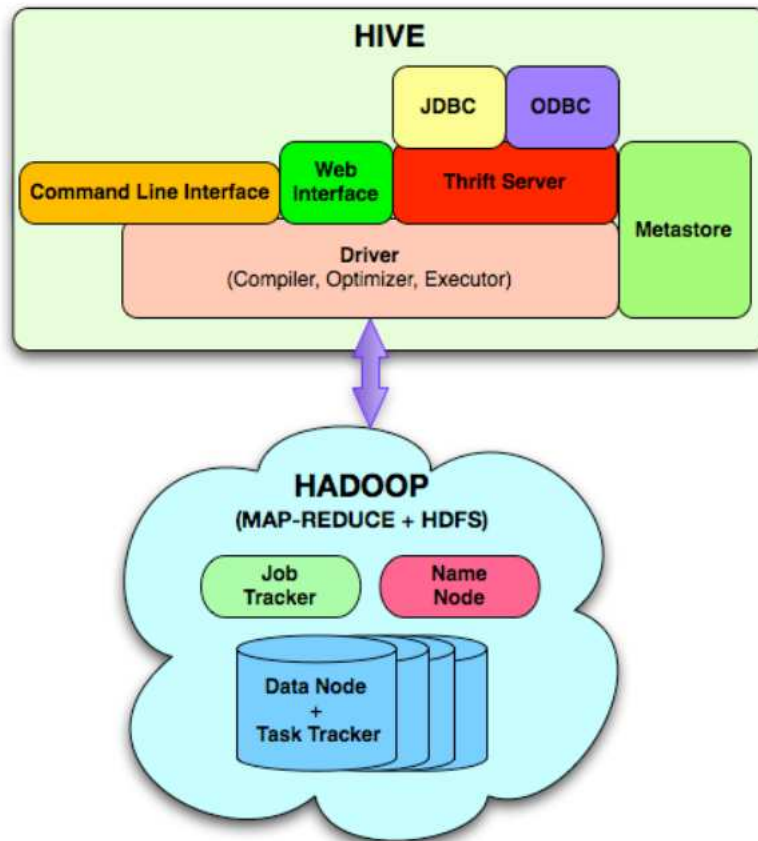 HIVE
JDBC
ODBC
Command Line Interface
Web
Interface
Thrift Server
Metastore
Driver
(Compiler, Optimizer, Executor)
HADOOP
(MAP-REDUCE + HDFS)
Job
Tracker
Name
Node
Data Node
+
Task Tracker